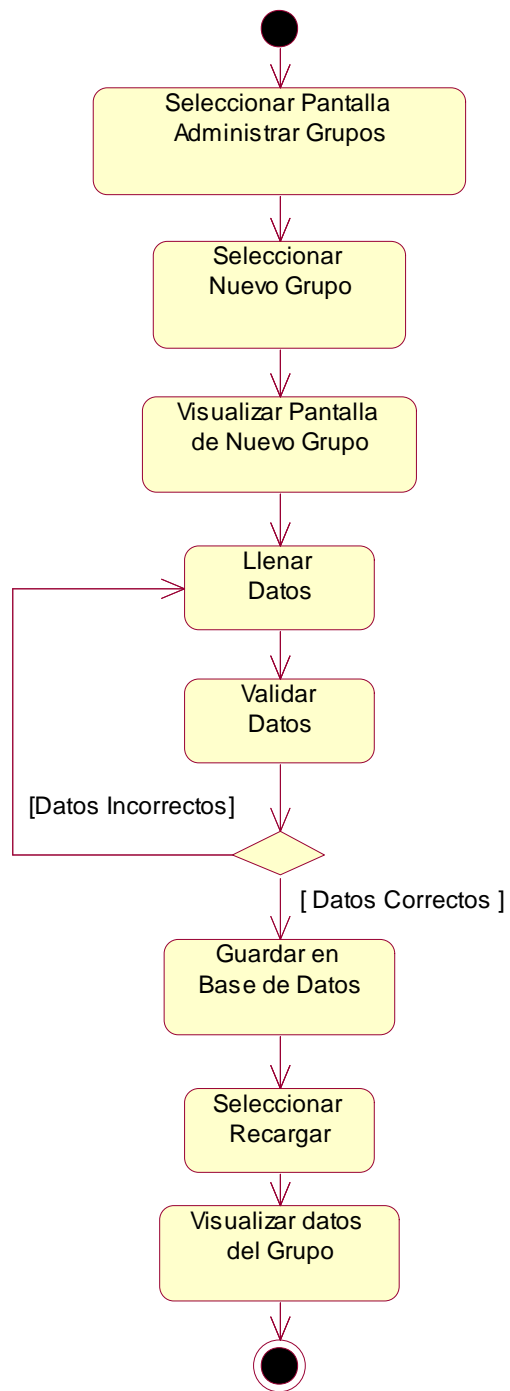 Seleccionar Pantalla
Administrar Grupos
Seleccionar
Nuevo Grupo
Visualizar Pantalla
de Nuevo Grupo
Llenar
Datos
Validar
Datos
[Datos Incorrectos]
[ Datos Correctos ]
Guardar en
Base de Datos
Seleccionar
Recargar
Visualizar datos
del Grupo